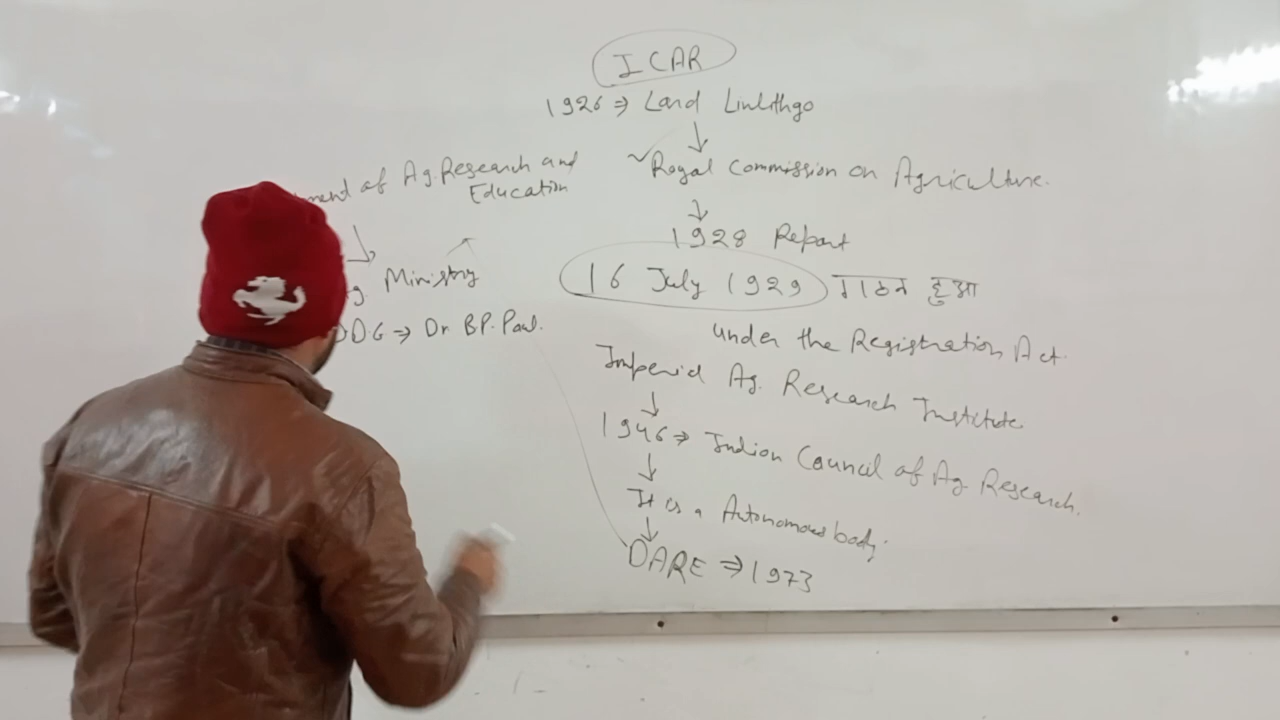 ICAR
1926 ⇒ Lord Linlithgo
↓
✓Royal Commission on Agriculture.
↓
1928 Report
16 July 1929 गठन हुआ
under the Registration Act.
Imperial Ag. Research Institute.
↓
1946 ⇒ Indian Council of Ag. Research.
↓
It is a Autonomous body.
↓
DARE ⇒ 1973
ment of Ag. Research and
Education
Ministry
DDG ⇒ Dr. B.P. Paul.